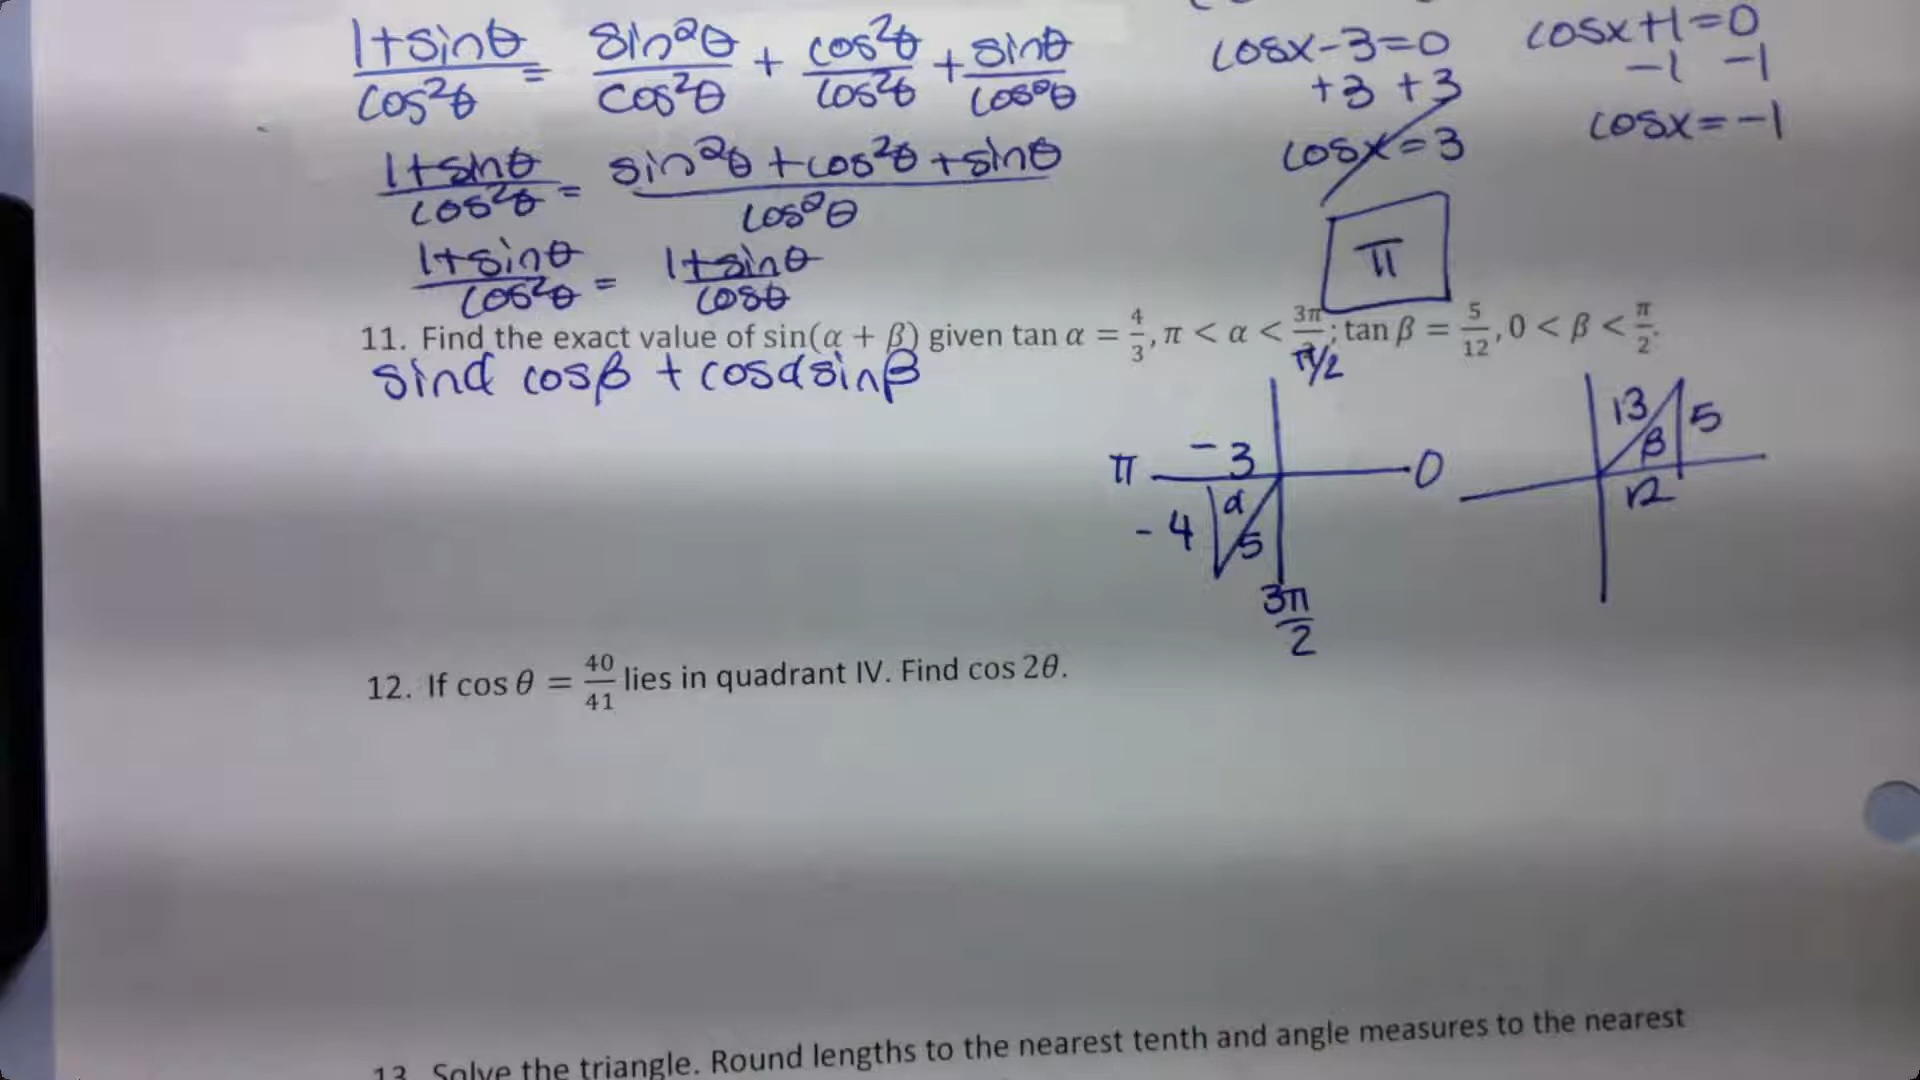 1+sinθ/cos²θ = sin²θ/cos²θ + cos²θ/cos²θ + sinθ/cos²θ
1+sinθ/cos²θ = sin²θ+cos²θ+sinθ/cos²θ
1+sinθ/cos²θ = 1+sinθ/cosθ
cosx-3=0
+3 +3
cosx=3
cosx+1=0
-1 -1
cosx=-1
π
11. Find the exact value of sin(α + β) given tan α = 4/3, π < α < 3π/; tan β = 5/12, 0 < β < π/2.
sinα cosβ + cosαsinβ
π/2
π
-3
0
-4
α
5
3π/2
13
5
β
12
12. If cos θ = 40/41 lies in quadrant IV. Find cos 2θ.
13. Solve the triangle. Round lengths to the nearest tenth and angle measures to the nearest